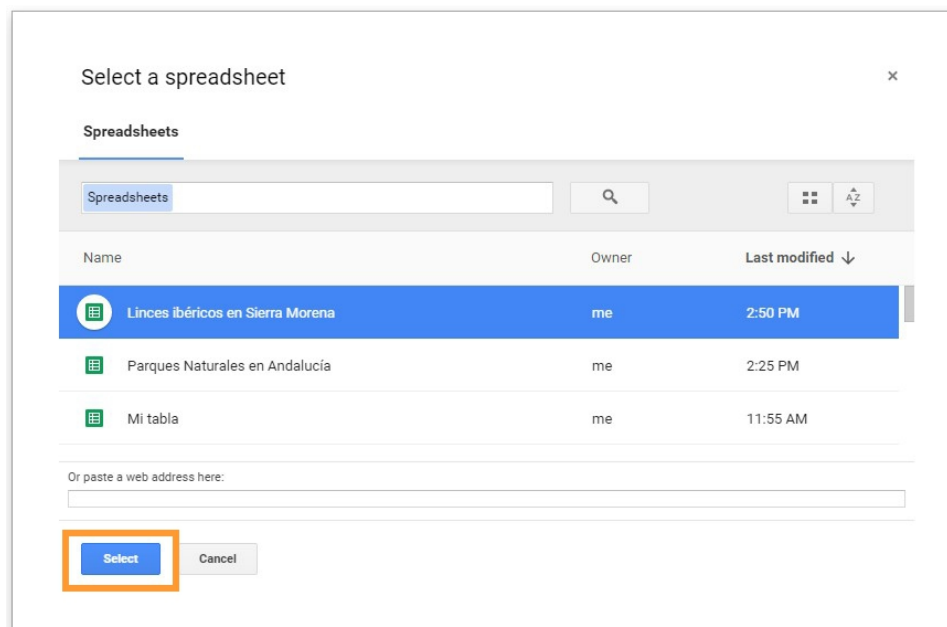 Select a spreadsheet ×
Spreadsheets
Spreadsheets
AZ
Name Owner Last modified
Linces ibéricos en Sierra Morena me 2:50 PM
Parques Naturales en Andalucía me 2:25 PM
Mi tabla me 11:55 AM
Or paste a web address here:
Select Cancel